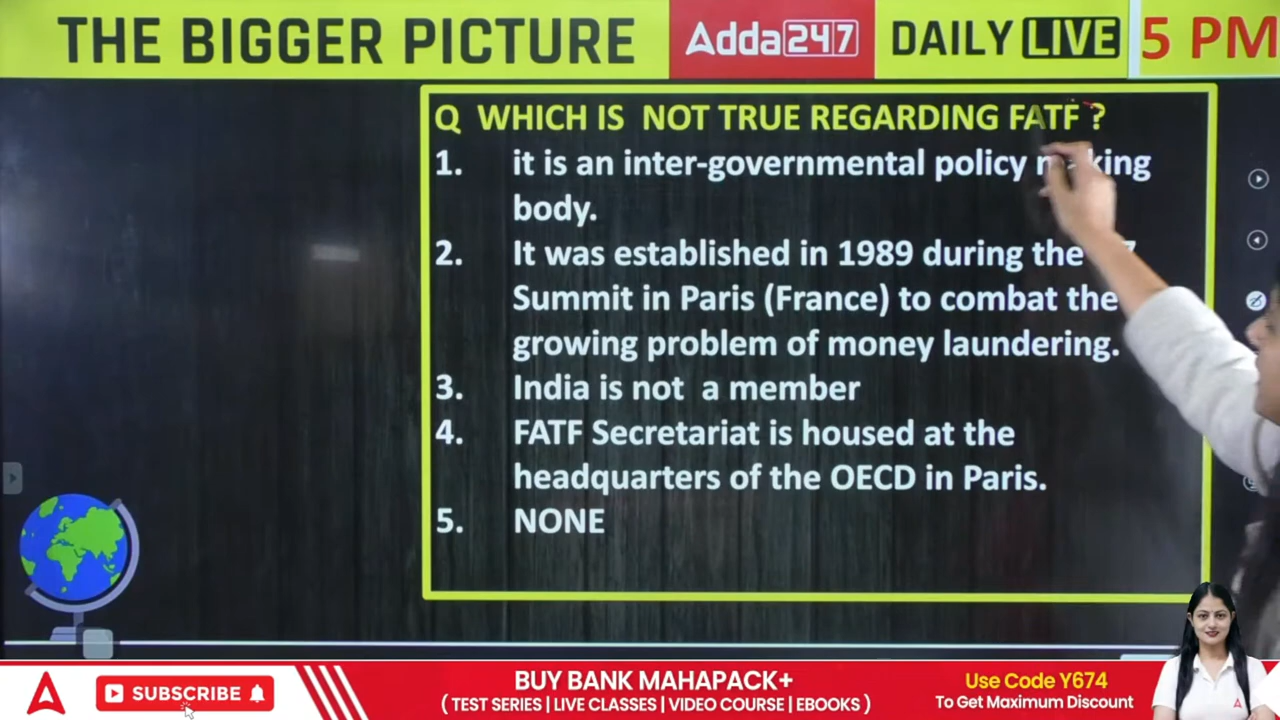 THE BIGGER PICTURE Adda247 DAILY LIVE 5 PM
Q WHICH IS NOT TRUE REGARDING FATF ?
1. it is an inter-governmental policy making
body.
2. It was established in 1989 during the
Summit in Paris (France) to combat the
growing problem of money laundering.
3. India is not a member
4. FATF Secretariat is housed at the
headquarters of the OECD in Paris.
5. NONE
SUBSCRIBE
BUY BANK MAHAPACK+
( TEST SERIES | LIVE CLASSES | VIDEO COURSE | EBOOKS )
Use Code Y674
To Get Maximum Discount